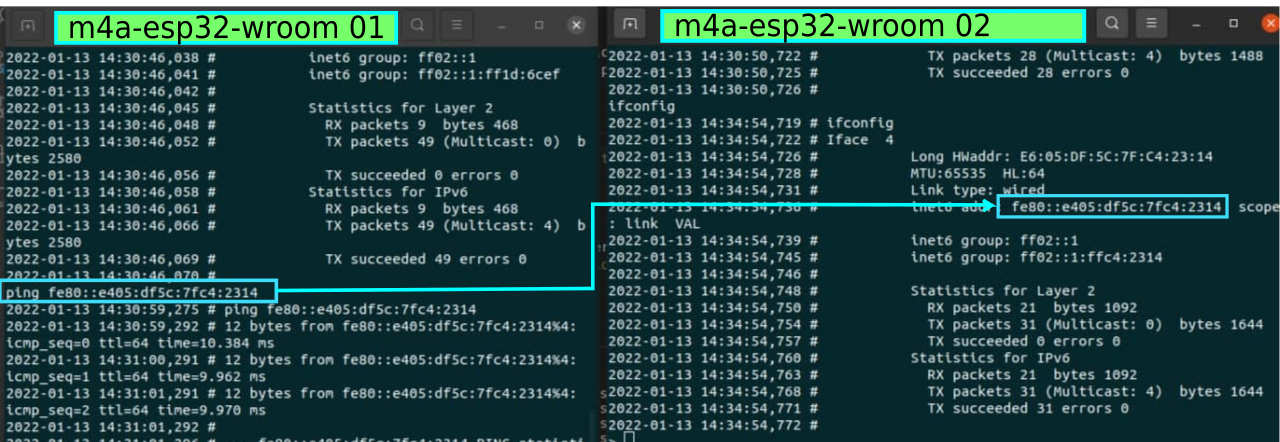 m4a-esp32-wroom 01
2022-01-13 14:30:46,038 # inet6 group: ff02::1
2022-01-13 14:30:46,041 # inet6 group: ff02::1:ff1d:6cef
2022-01-13 14:30:46,042 #
2022-01-13 14:30:46,045 # Statistics for Layer 2
2022-01-13 14:30:46,048 # RX packets 9 bytes 468
2022-01-13 14:30:46,052 # TX packets 49 (Multicast: 0) b
ytes 2580
2022-01-13 14:30:46,056 # TX succeeded 0 errors 0
2022-01-13 14:30:46,058 # Statistics for IPv6
2022-01-13 14:30:46,061 # RX packets 9 bytes 468
2022-01-13 14:30:46,066 # TX packets 49 (Multicast: 4) b
ytes 2580
2022-01-13 14:30:46,069 # TX succeeded 49 errors 0
2022-01-13 14:30:46,070 #
ping fe80::e405:df5c:7fc4:2314
2022-01-13 14:30:59,275 # ping fe80::e405:df5c:7fc4:2314
2022-01-13 14:30:59,292 # 12 bytes from fe80::e405:df5c:7fc4:2314%4:
icmp_seq=0 ttl=64 time=10.384 ms
2022-01-13 14:31:00,291 # 12 bytes from fe80::e405:df5c:7fc4:2314%4:
icmp_seq=1 ttl=64 time=9.962 ms
2022-01-13 14:31:01,291 # 12 bytes from fe80::e405:df5c:7fc4:2314%4:
icmp_seq=2 ttl=64 time=9.970 ms
2022-01-13 14:31:01,292 #
m4a-esp32-wroom 02
2022-01-13 14:30:50,722 # TX packets 28 (Multicast: 4) bytes 1488
2022-01-13 14:30:50,725 # TX succeeded 28 errors 0
2022-01-13 14:30:50,726 #
ifconfig
2022-01-13 14:34:54,719 # ifconfig
2022-01-13 14:34:54,722 # Iface 4
2022-01-13 14:34:54,726 # Long HWaddr: E6:05:DF:5C:7F:C4:23:14
2022-01-13 14:34:54,728 # MTU:65535 HL:64
2022-01-13 14:34:54,731 # Link type: wired
2022-01-13 14:34:54,736 # inet6 addr fe80::e405:df5c:7fc4:2314 scope
: link VAL
2022-01-13 14:34:54,739 # inet6 group: ff02::1
2022-01-13 14:34:54,745 # inet6 group: ff02::1:ffc4:2314
2022-01-13 14:34:54,746 #
2022-01-13 14:34:54,748 # Statistics for Layer 2
2022-01-13 14:34:54,750 # RX packets 21 bytes 1092
2022-01-13 14:34:54,754 # TX packets 31 (Multicast: 0) bytes 1644
2022-01-13 14:34:54,757 # TX succeeded 0 errors 0
2022-01-13 14:34:54,760 # Statistics for IPv6
2022-01-13 14:34:54,763 # RX packets 21 bytes 1092
2022-01-13 14:34:54,768 # TX packets 31 (Multicast: 4) bytes 1644
2022-01-13 14:34:54,771 # TX succeeded 31 errors 0
2022-01-13 14:34:54,772 #
>